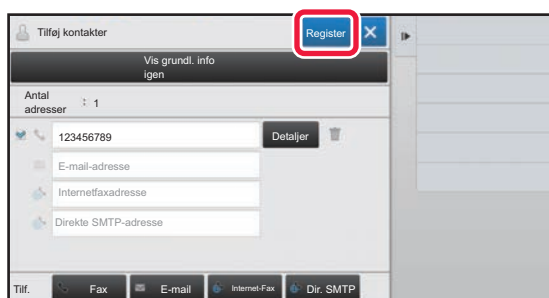 Tilføj kontakter
Register
Vis grundl. info
igen
Antal
adresser : 1
123456789
Detaljer
E-mail-adresse
Internetfaxadresse
Direkte SMTP-adresse
Tilf.
Fax
E-mail
Internet-Fax
Dir. SMTP